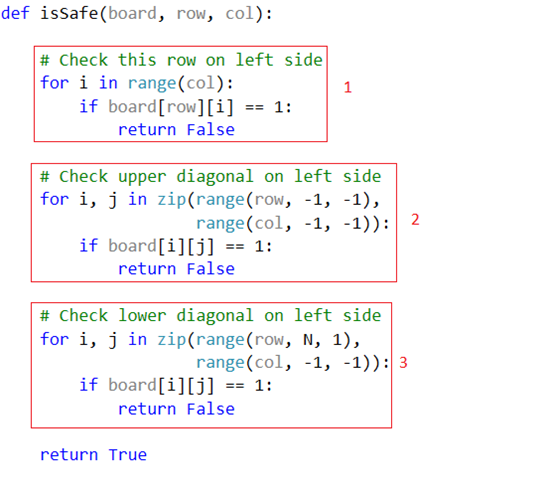 def isSafe(board, row, col):
# Check this row on left side
for i in range(col):
if board[row][i] == 1:
return False
1
# Check upper diagonal on left side
for i, j in zip(range(row, -1, -1),
range(col, -1, -1)):
if board[i][j] == 1:
return False
2
# Check lower diagonal on left side
for i, j in zip(range(row, N, 1),
range(col, -1, -1)):
if board[i][j] == 1:
return False
3
return True